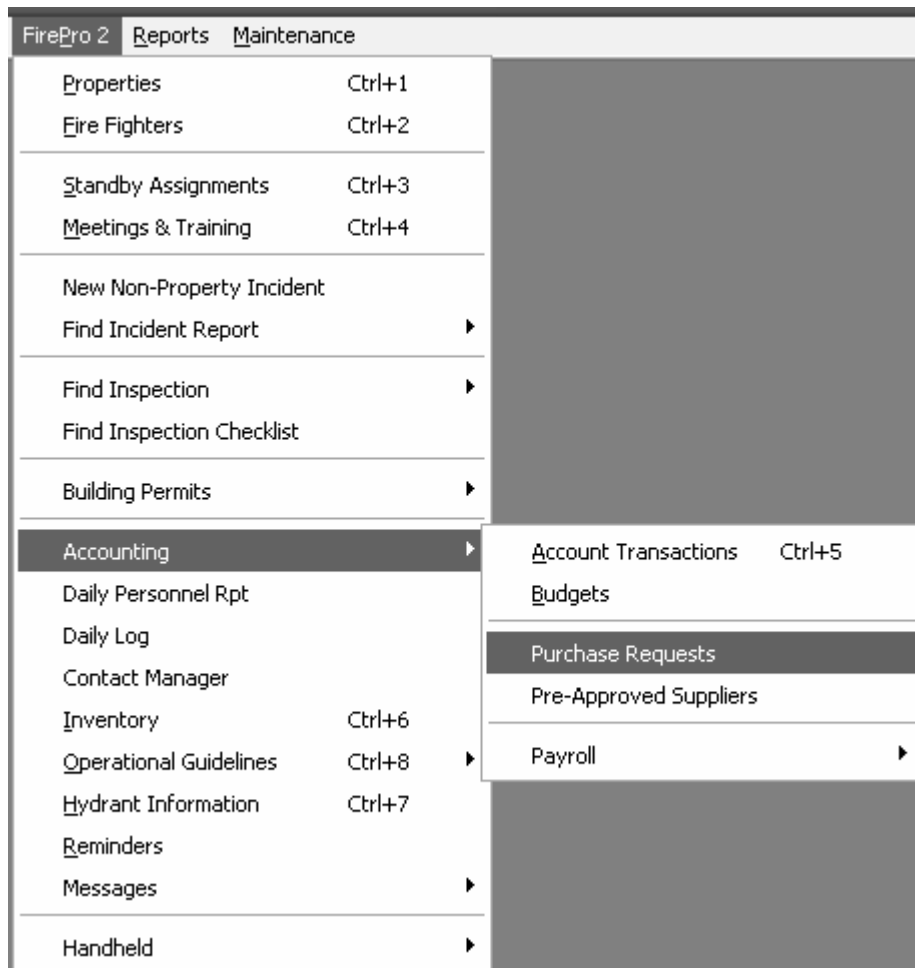 FirePro 2 Reports Maintenance
Properties Ctrl+1
Fire Fighters Ctrl+2
Standby Assignments Ctrl+3
Meetings & Training Ctrl+4
New Non-Property Incident
Find Incident Report
Find Inspection
Find Inspection Checklist
Building Permits
Accounting
Daily Personnel Rpt
Daily Log
Contact Manager
Inventory Ctrl+6
Operational Guidelines Ctrl+8
Hydrant Information Ctrl+7
Reminders
Messages
Handheld
Account Transactions Ctrl+5
Budgets
Purchase Requests
Pre-Approved Suppliers
Payroll